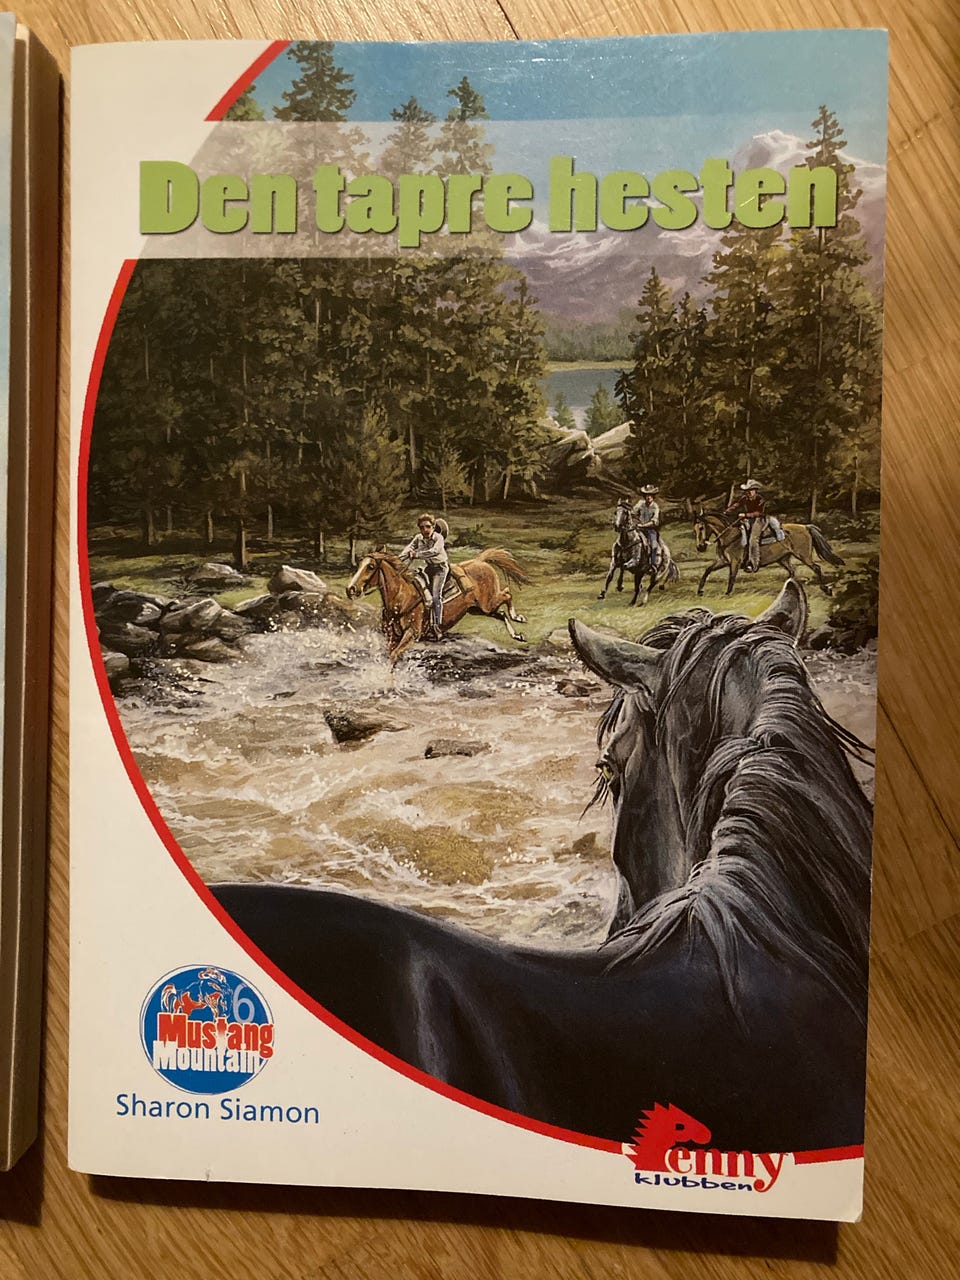 Den tapre hesten
6
Mustang
Mountain
Sharon Siamon
Penny
klubben